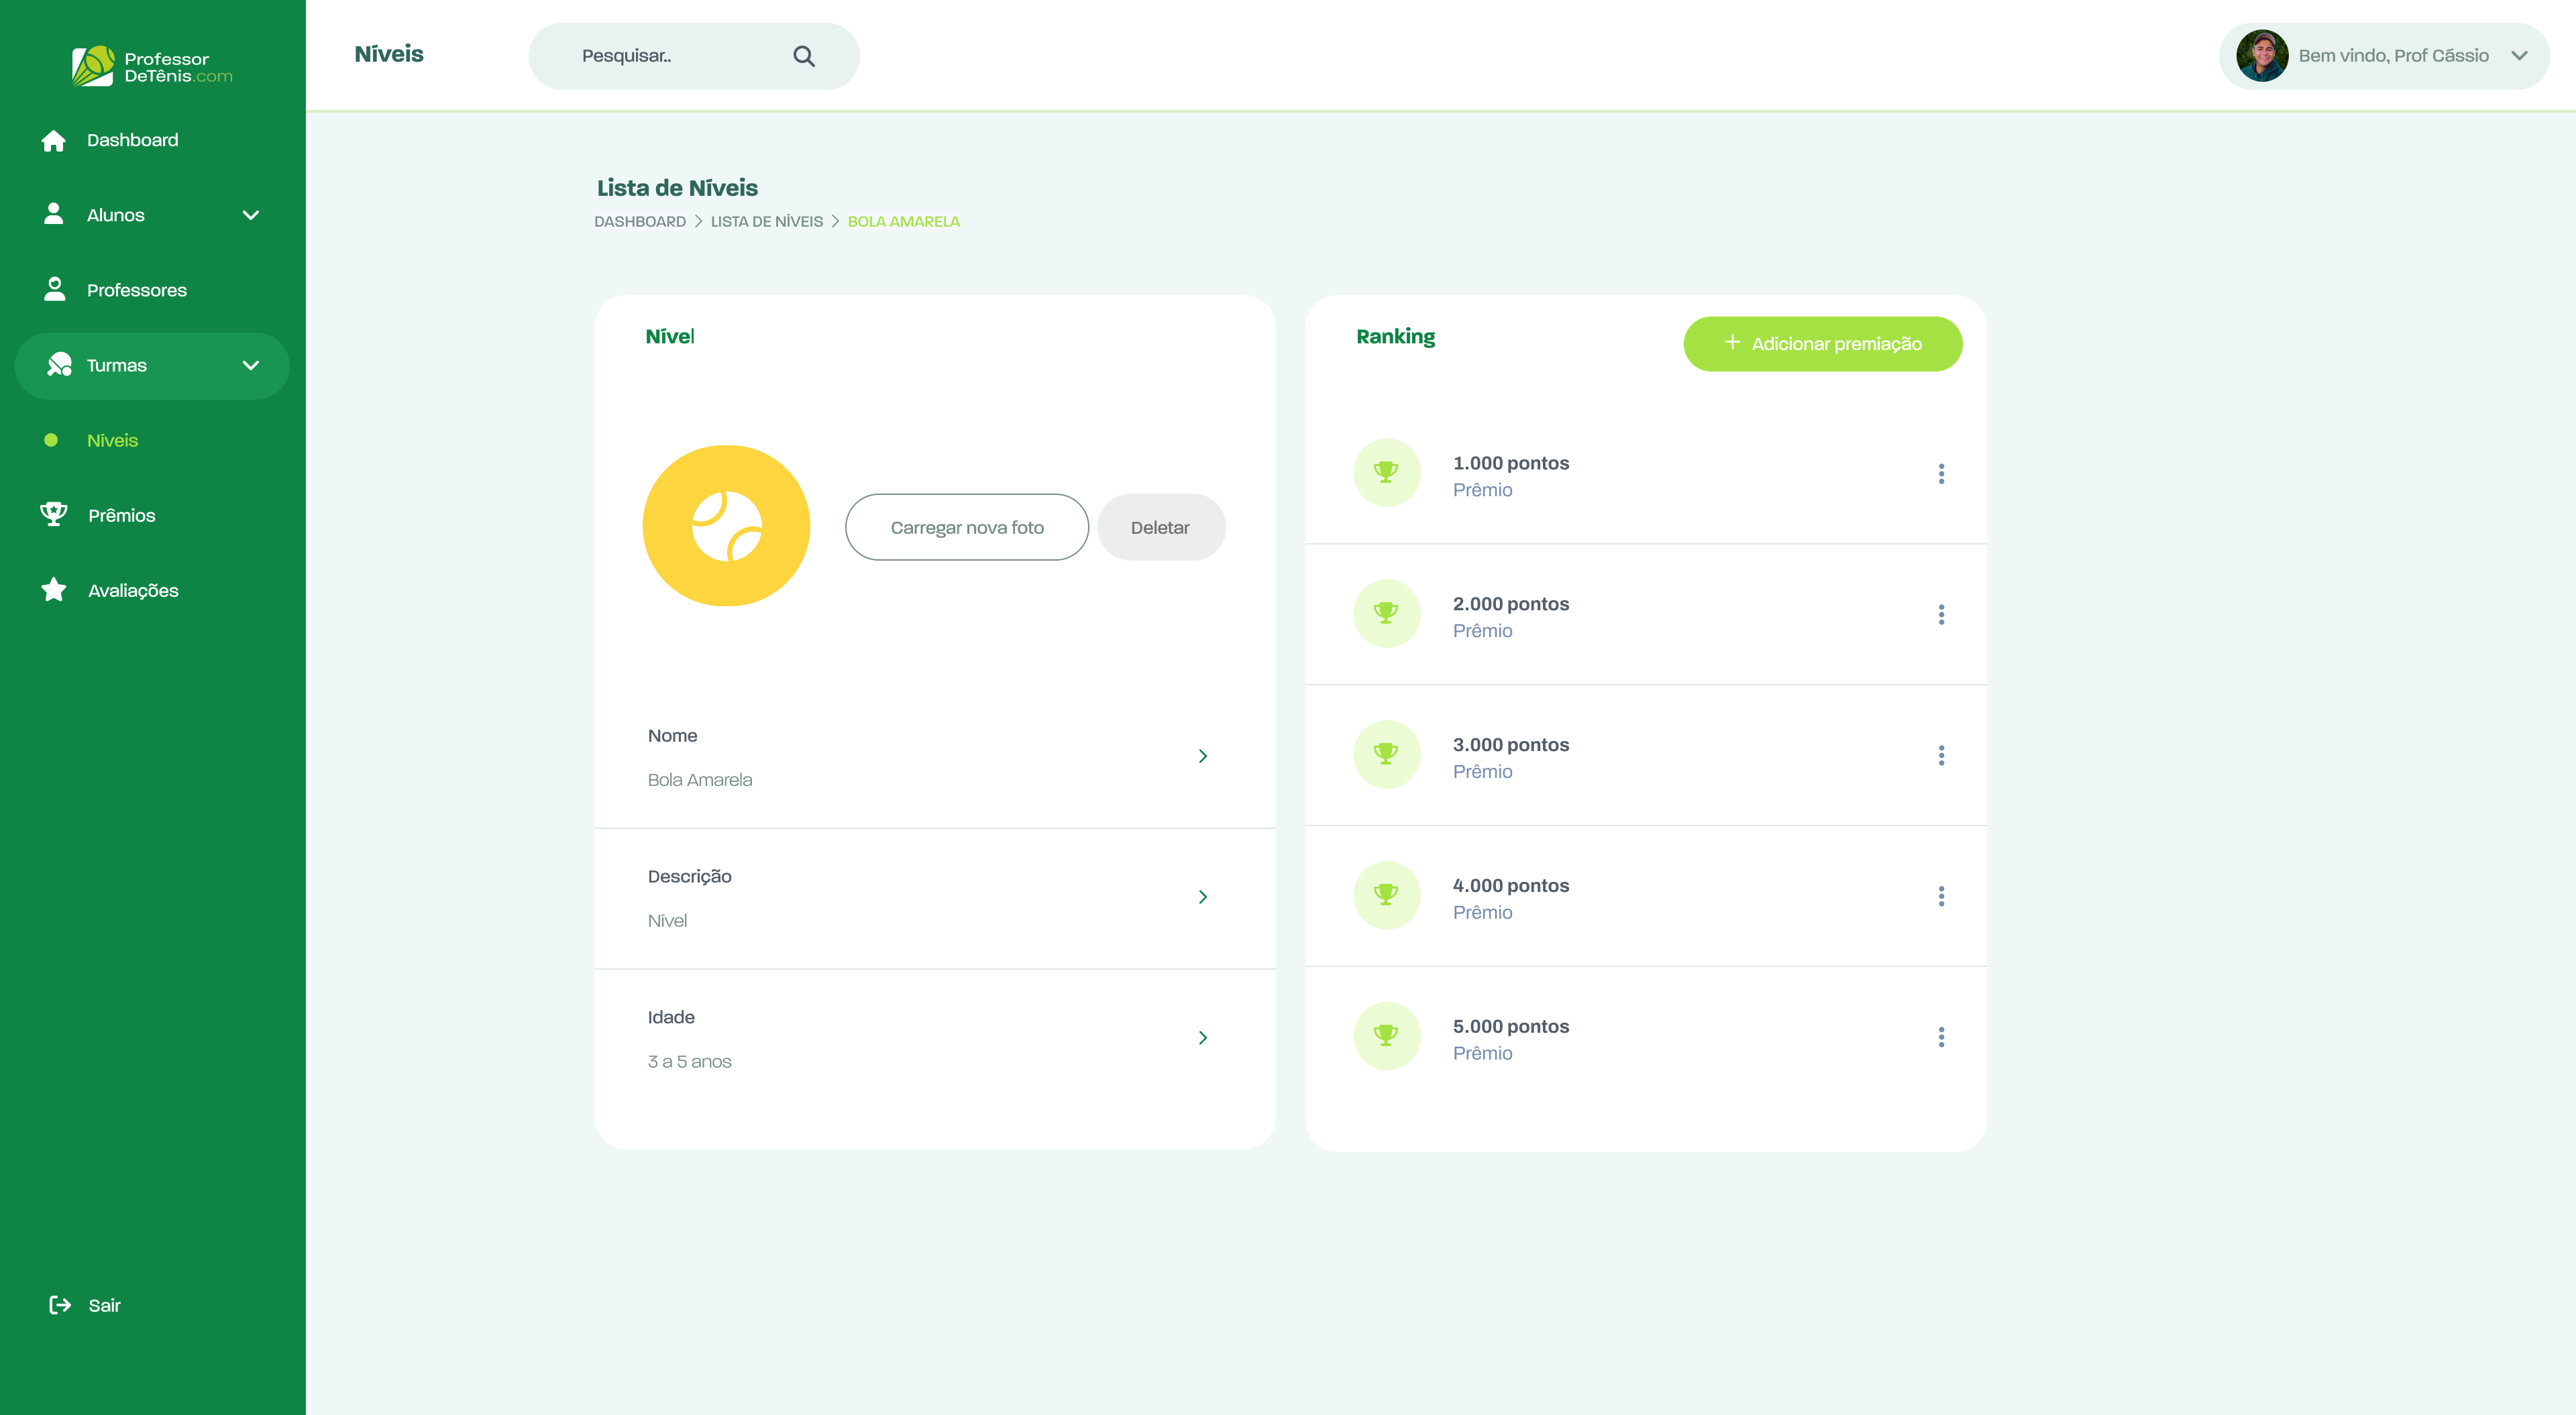 Professor
DeTênis.com
Dashboard
Alunos
Professores
Turmas
Níveis
Prêmios
Avaliações
Sair
Níveis
Pesquisar..
Bem vindo, Prof Cássio
Lista de Níveis
DASHBOARD > LISTA DE NÍVEIS > BOLA AMARELA
Nível
Carregar nova foto
Deletar
Nome
Bola Amarela
Descrição
Nível
Idade
3 a 5 anos
Ranking
+ Adicionar premiação
1.000 pontos
Prêmio
2.000 pontos
Prêmio
3.000 pontos
Prêmio
4.000 pontos
Prêmio
5.000 pontos
Prêmio